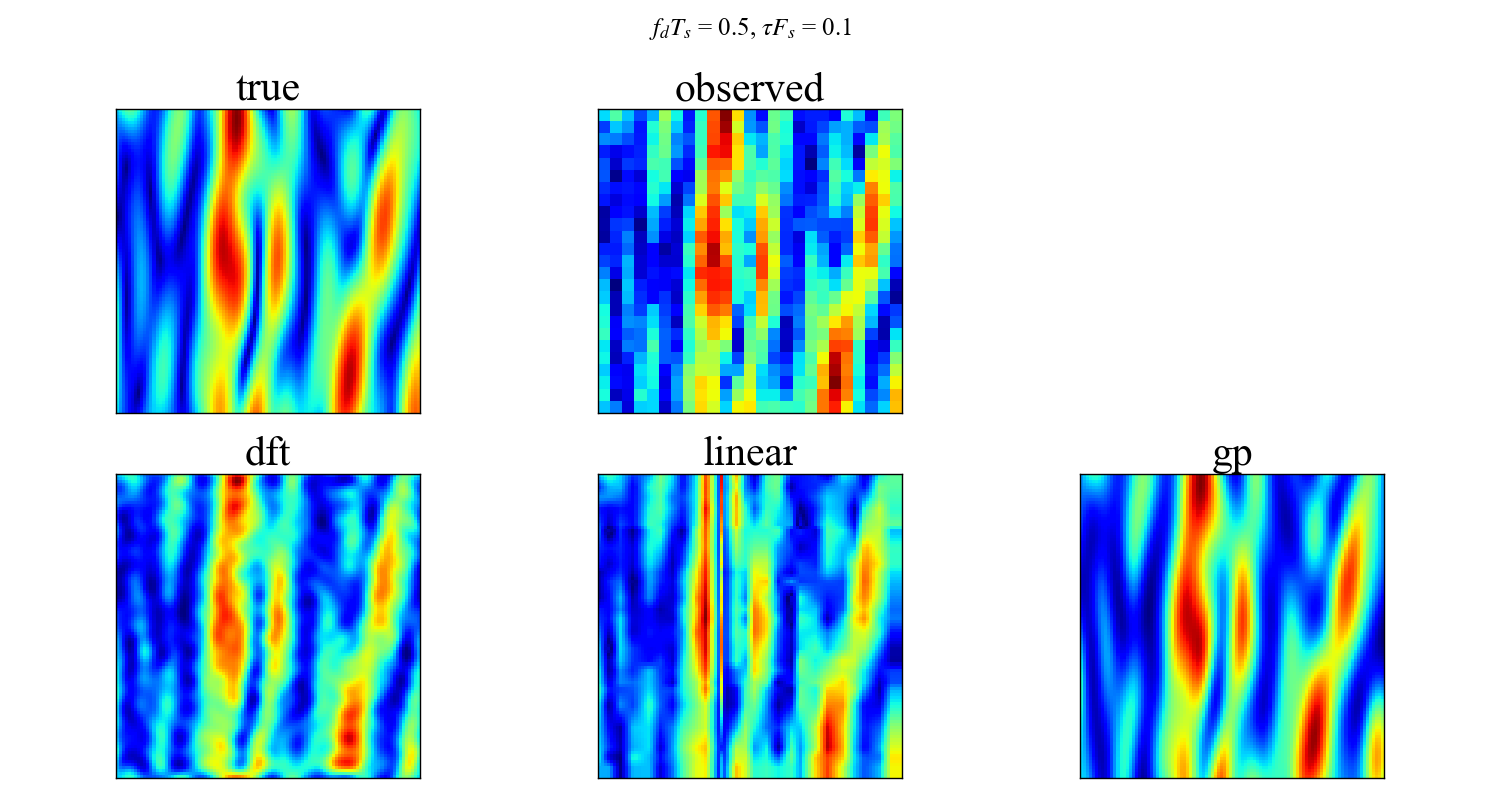 f_dT_s = 0.5, τF_s = 0.1
true
observed
dft
linear
gp